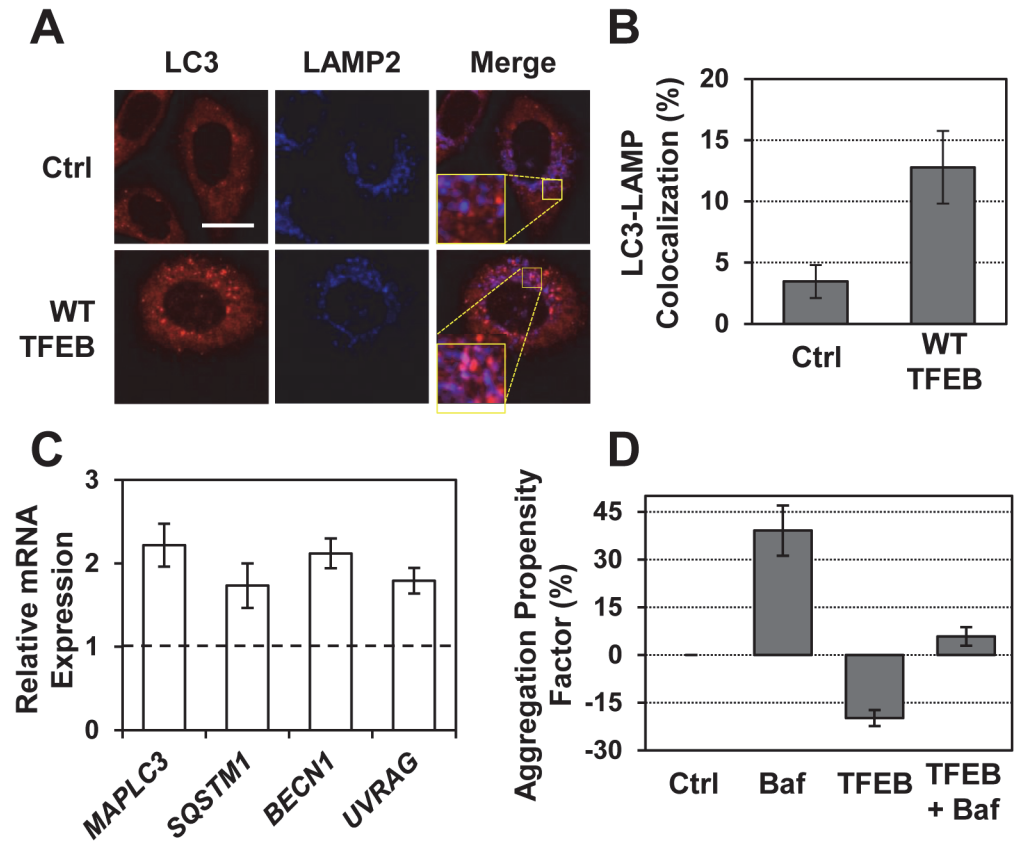 A
LC3
LAMP2
Merge
Ctrl
WT
TFEB
B
LC3-LAMP
Colocalization (%)
20
15
10
5
0
Ctrl
WT
TFEB
C
Relative mRNA
Expression
3
2
1
0
MAPLC3
SQSTM1
BECN1
UVRAG
D
Aggregation Propensity
Factor (%)
45
30
15
0
-15
-30
Ctrl
Baf
TFEB
TFEB
+ Baf